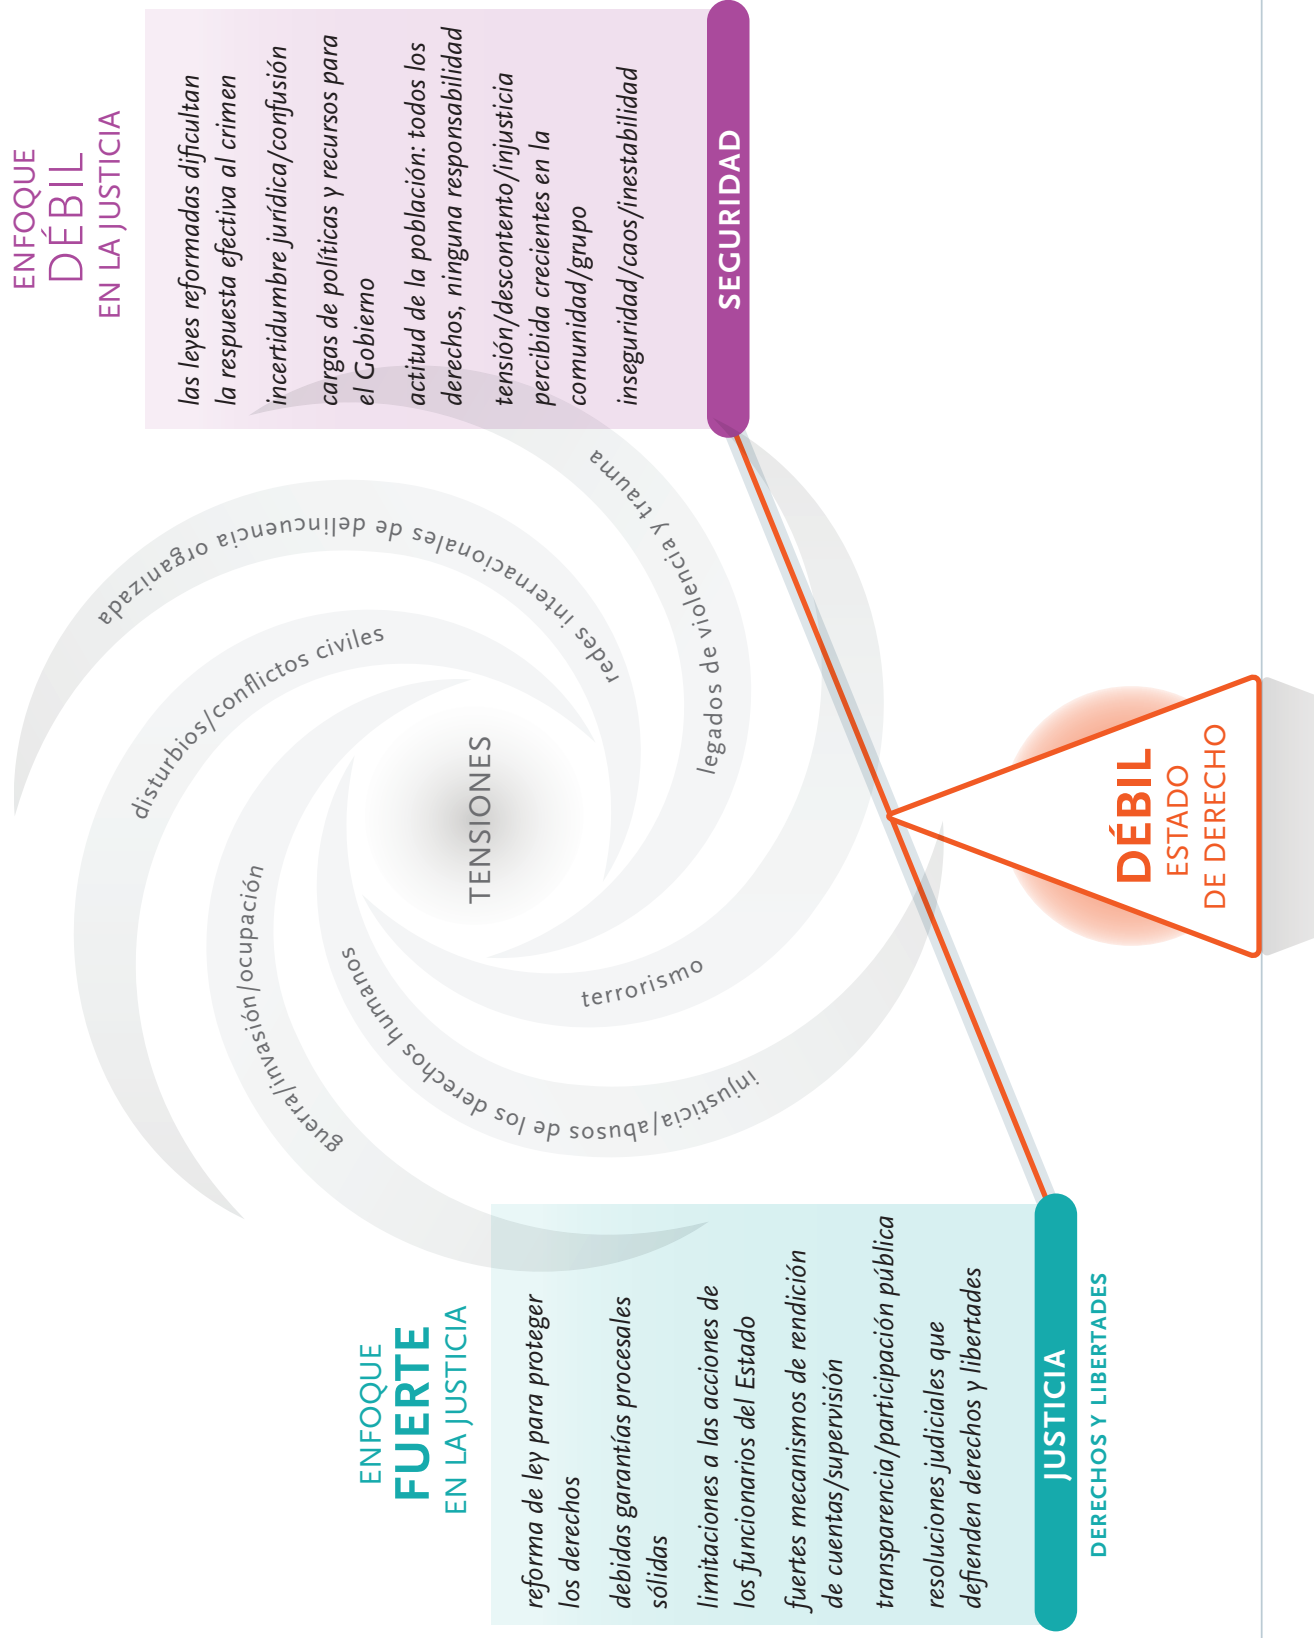 ENFOQUE
FUERTE
EN LA JUSTICIA
reforma de ley para proteger
los derechos
debidas garantías procesales
sólidas
limitaciones a las acciones de
los funcionarios del Estado
fuertes mecanismos de rendición
de cuentas/supervisión
transparencia/participación pública
resoluciones judiciales que
defienden derechos y libertades
JUSTICIA
DERECHOS Y LIBERTADES
TENSIONES
guerra/invasión/ocupación
disturbios/conflictos civiles
redes internacionales de delincuencia organizada
legados de violencia y trauma
terrorismo
injusticia/abusos de los derechos humanos
ENFOQUE
DÉBIL
EN LA JUSTICIA
las leyes reformadas dificultan
la respuesta efectiva al crimen
incertidumbre jurídica/confusión
cargas de políticas y recursos para
el Gobierno
actitud de la población: todos los
derechos, ninguna responsabilidad
tensión/descontento/injusticia
percibida crecientes en la
comunidad/grupo
inseguridad/caos/inestabilidad
SEGURIDAD
DÉBIL
ESTADO
DE DERECHO